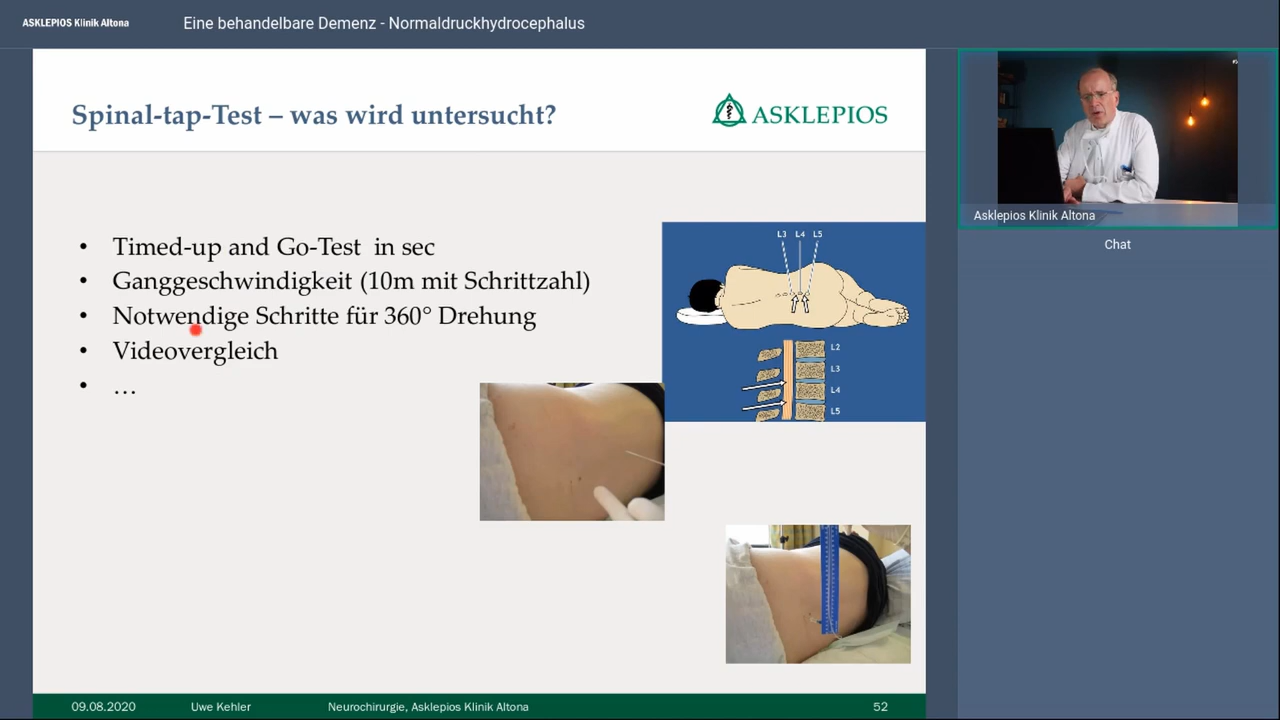 ASKLEPIOS Klinik Altona
Eine behandelbare Demenz - Normaldruckhydrocephalus
Spinal-tap-Test – was wird untersucht?
ASKLEPIOS
• Timed-up and Go-Test in sec
• Ganggeschwindigkeit (10m mit Schrittzahl)
• Notwendige Schritte für 360° Drehung
• Videovergleich
• …
L3 L4 L5
L2
L3
L4
L5
Asklepios Klinik Altona
Chat
09.08.2020 Uwe Kehler Neurochirurgie, Asklepios Klinik Altona 52